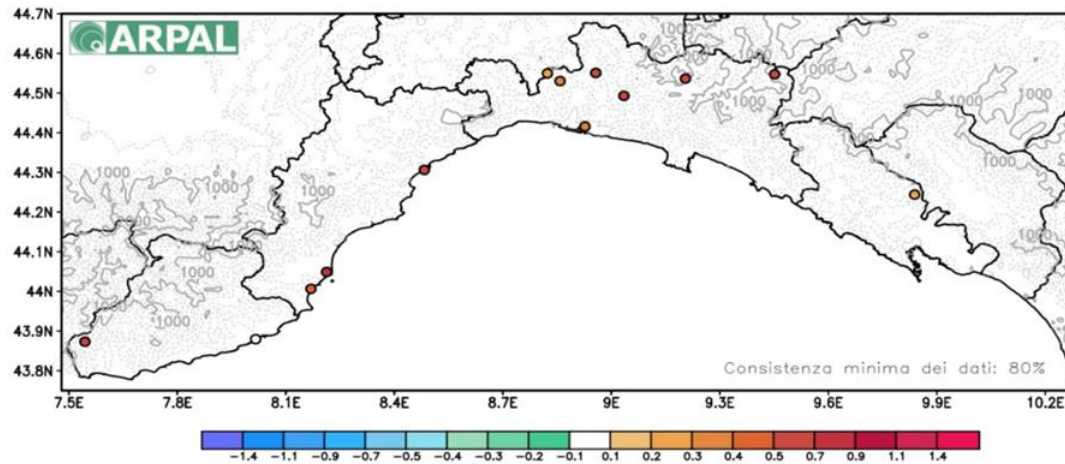 44.7N
ARPAL
44.6N
44.5N
44.4N
44.3N
44.2N
44.1N
44N
43.9N
43.8N
1000
1000
1000
1000
1000
1000
1000
1000
1000
1000
1000
1000
1000
Consistenza minima dei dati: 80%
7.5E 7.8E 8.1E 8.4E 8.7E 9E 9.3E 9.6E 9.9E 10.2E
-1.4 -1.1 -0.9 -0.7 -0.5 -0.4 -0.3 -0.2 -0.1 0.1 0.2 0.3 0.4 0.5 0.7 0.9 1.1 1.4